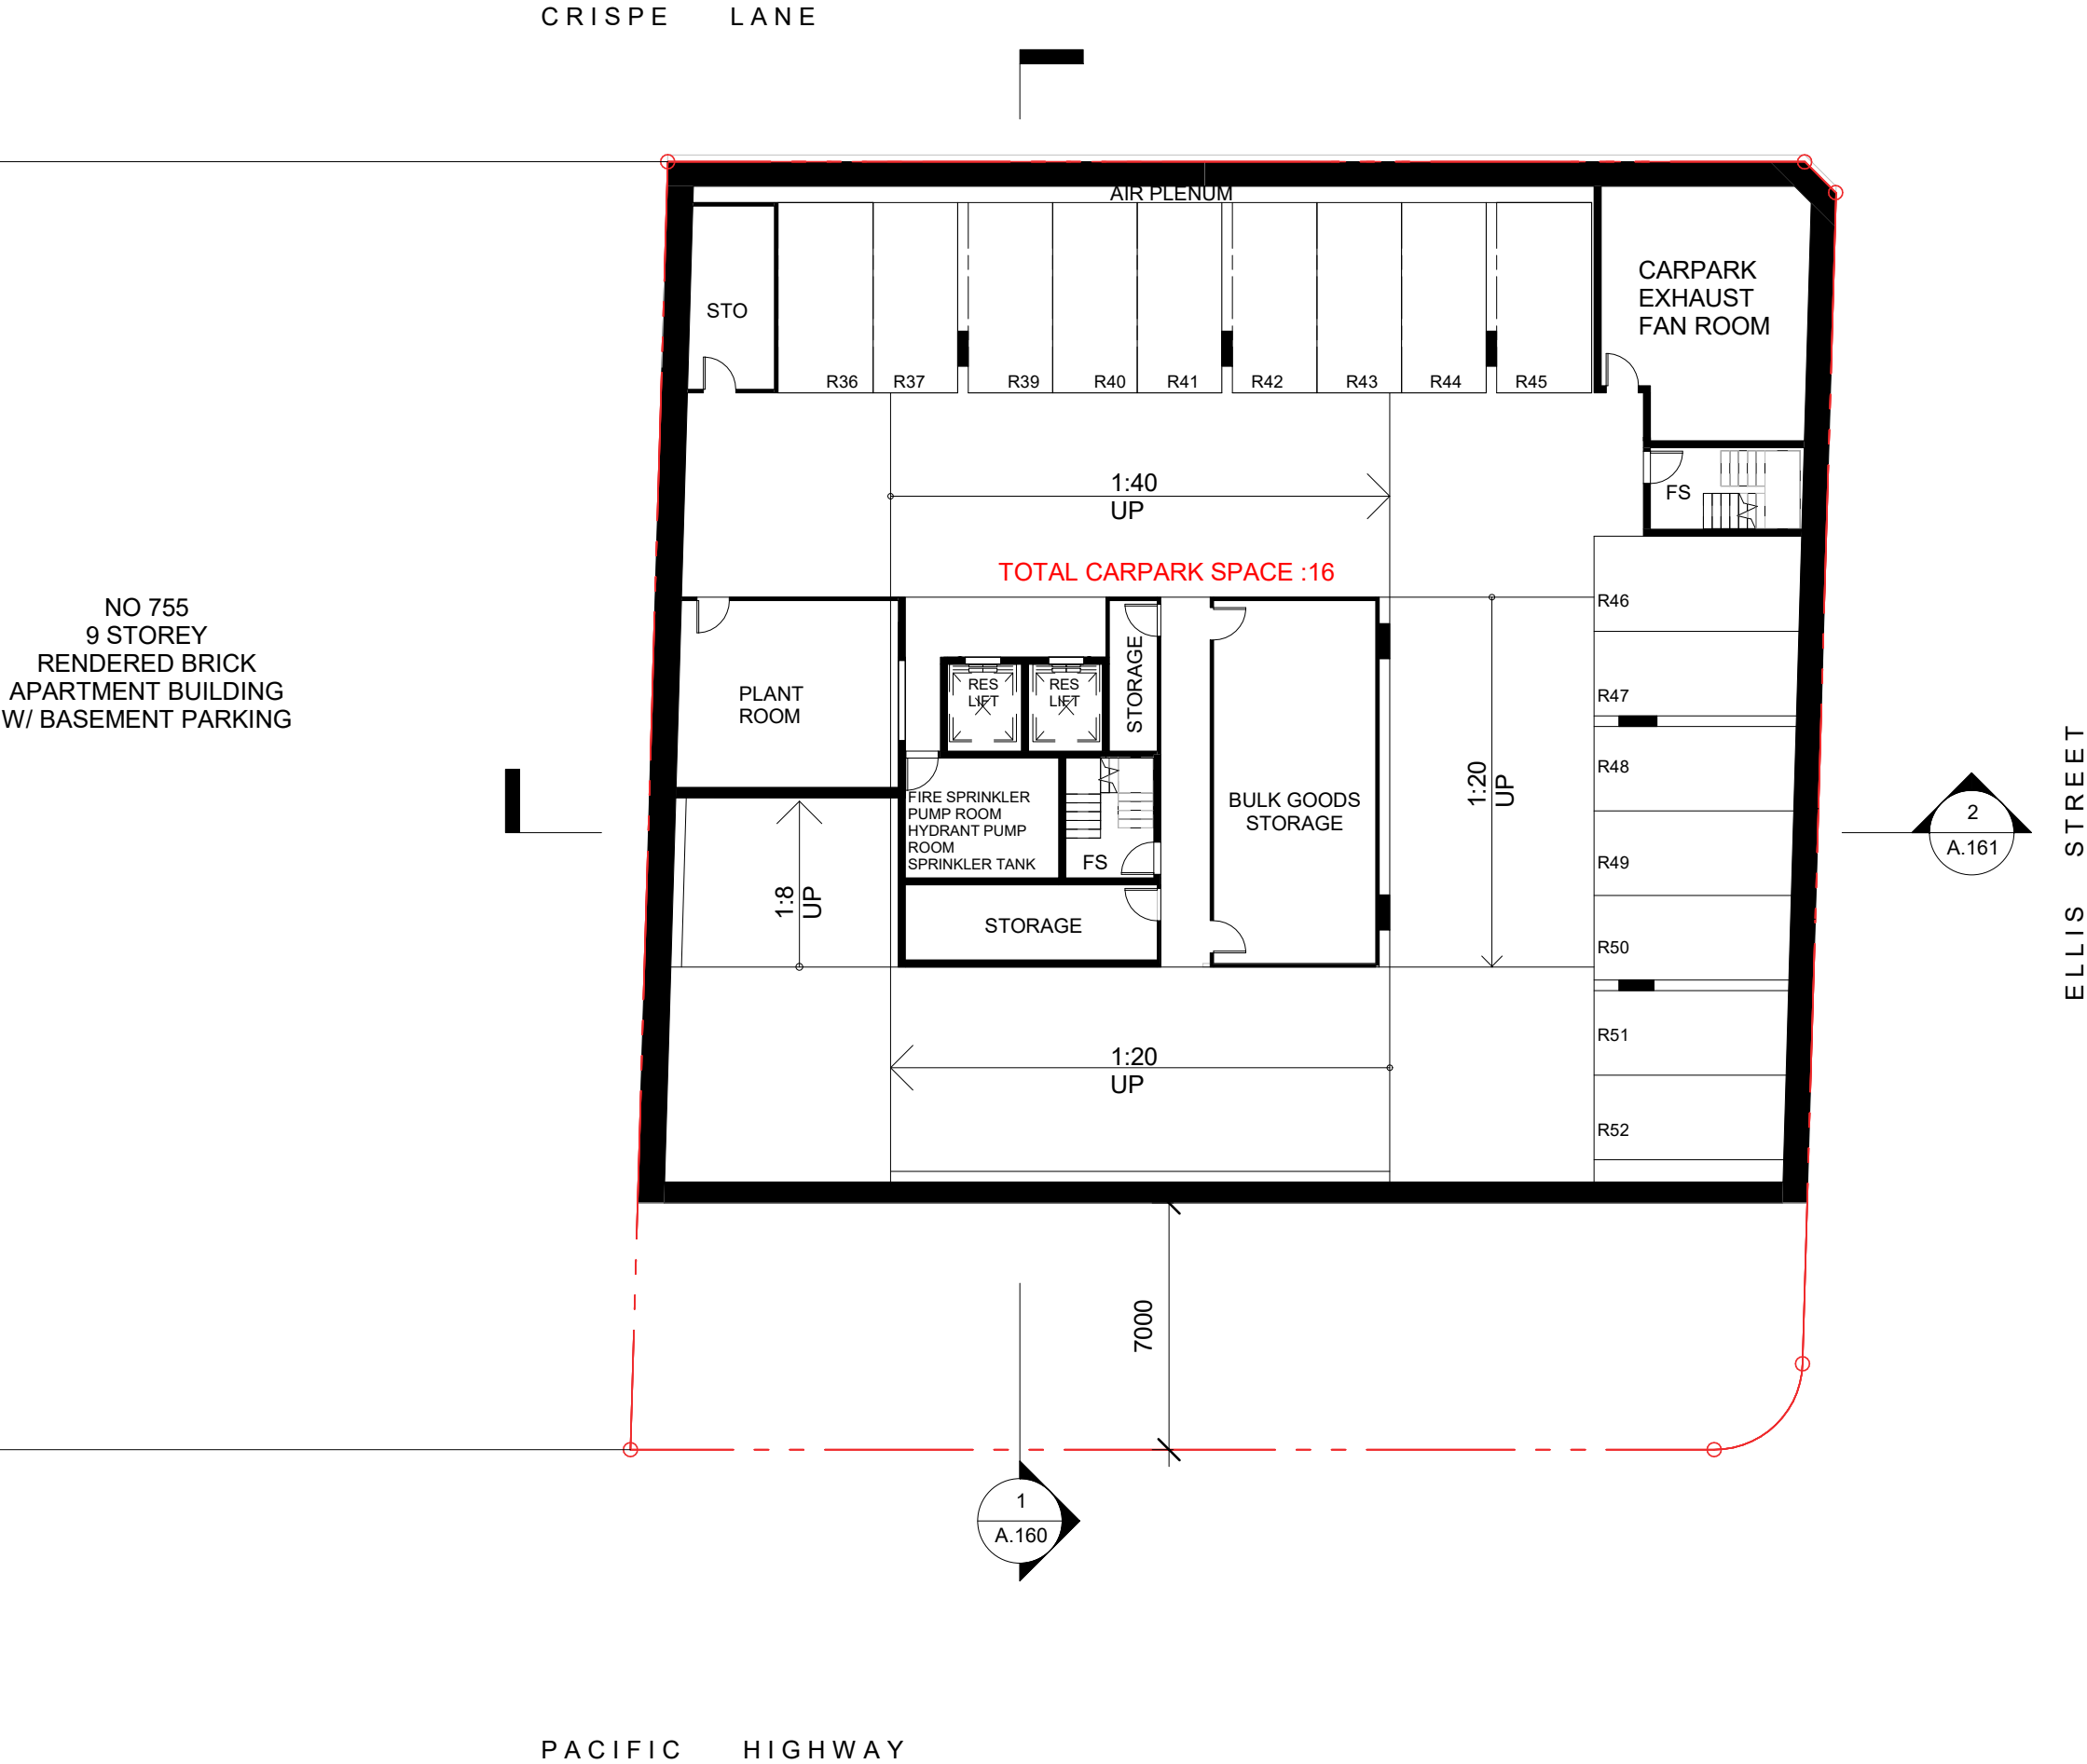 CRISPE LANE
AIR PLENUM
STO
CARPARK
EXHAUST
FAN ROOM
R36
R37
R39
R40
R41
R42
R43
R44
R45
1:40
UP
FS
TOTAL CARPARK SPACE :16
NO 755
9 STOREY
RENDERED BRICK
APARTMENT BUILDING
W/ BASEMENT PARKING
PLANT
ROOM
RES
LIFT
RES
LIFT
STORAGE
BULK GOODS
STORAGE
1:20
UP
R46
R47
R48
R49
R50
R51
R52
FIRE SPRINKLER
PUMP ROOM
HYDRANT PUMP
ROOM
SPRINKLER TANK
FS
1:8
UP
STORAGE
1:20
UP
2
A.161
ELLIS STREET
7000
1
A.160
PACIFIC HIGHWAY